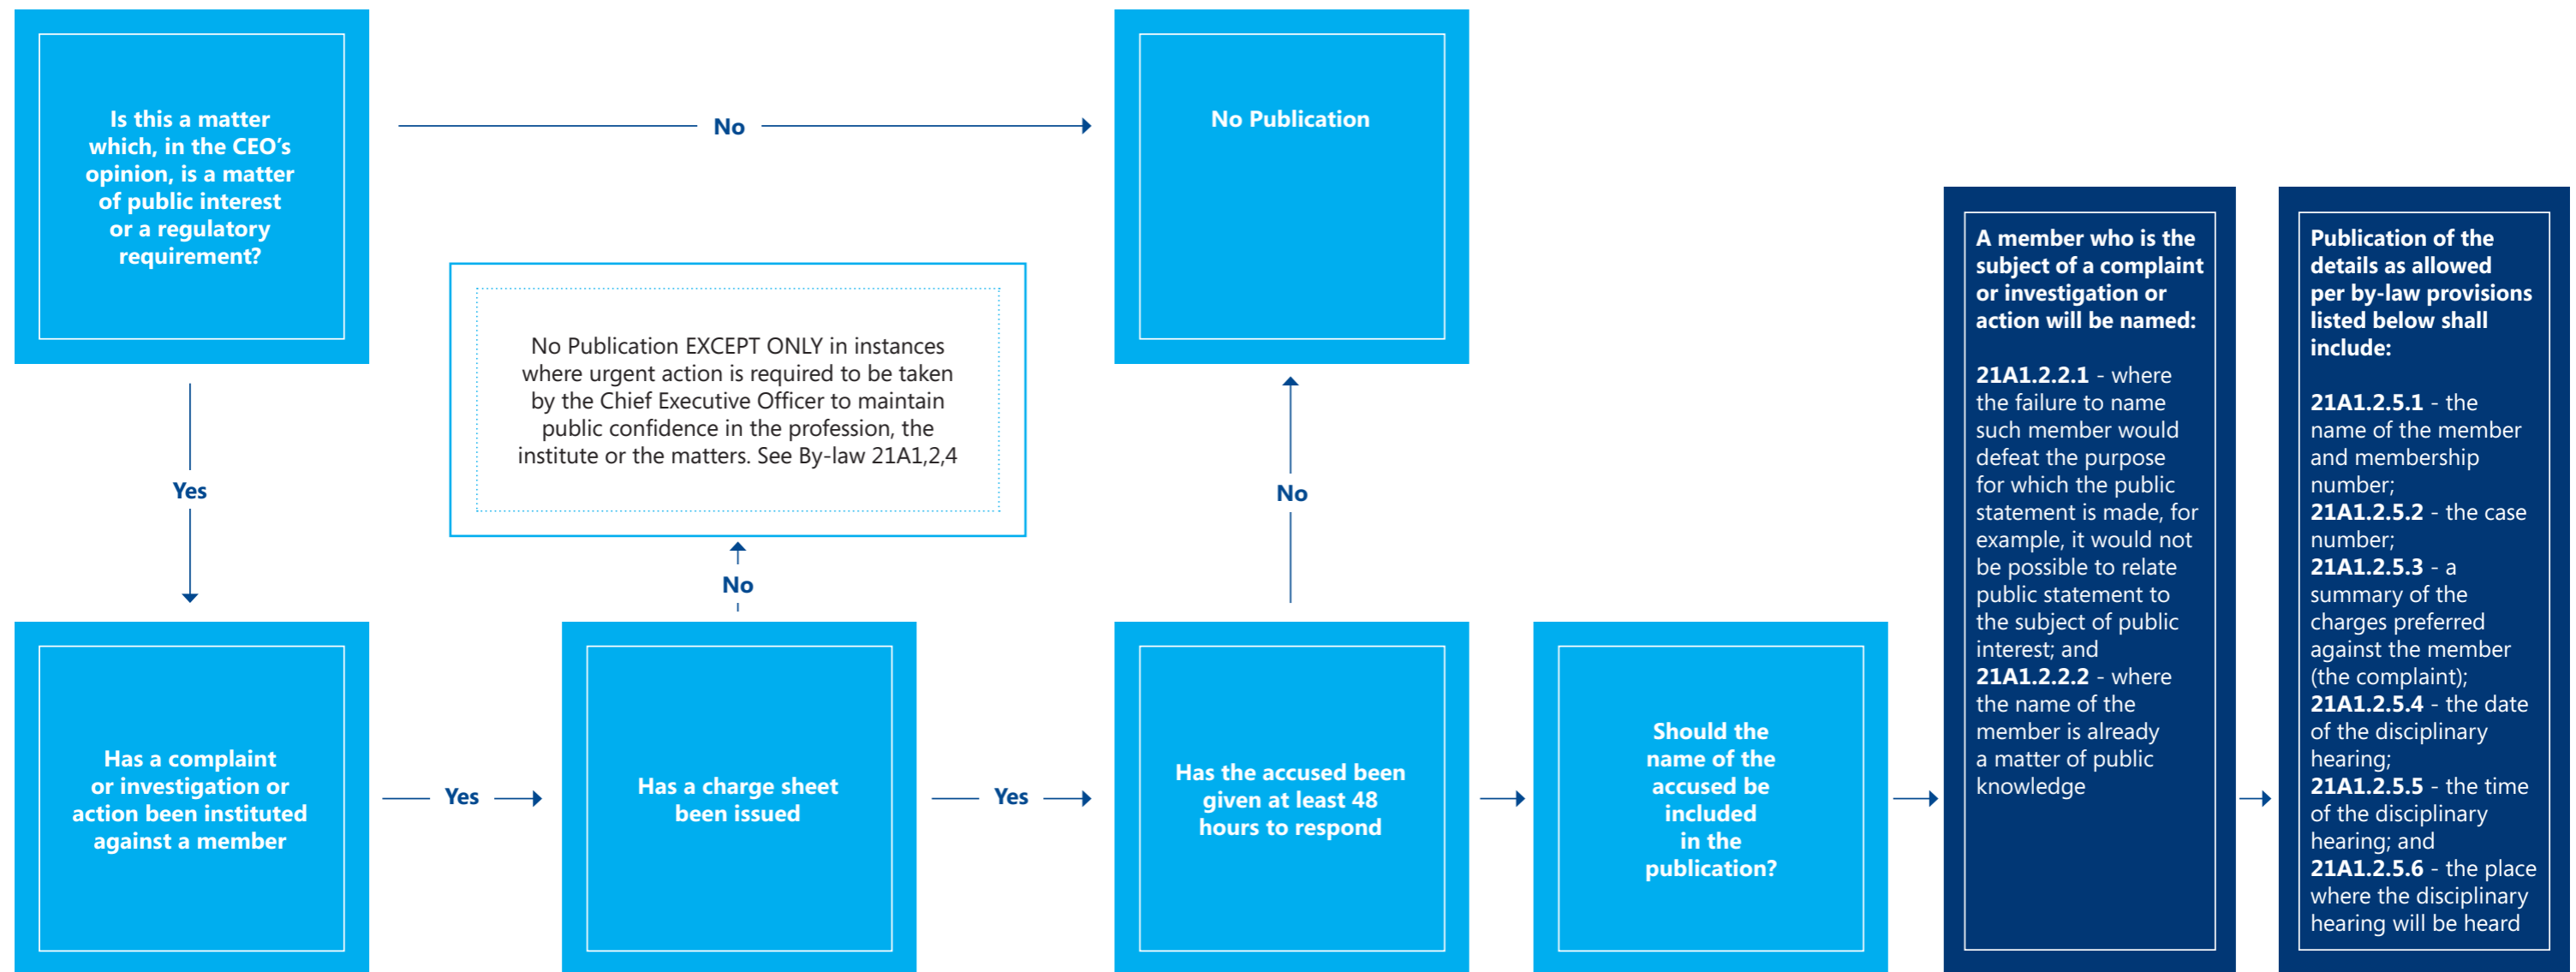 Is this a matter
which, in the CEO’s
opinion, is a matter
of public interest
or a regulatory
requirement?
No
No Publication
Yes
No Publication EXCEPT ONLY in instances
where urgent action is required to be taken
by the Chief Executive Officer to maintain
public confidence in the profession, the
institute or the matters. See By-law 21A1,2,4
No
No
Has a complaint
or investigation or
action been instituted
against a member
Yes
Has a charge sheet
been issued
Yes
Has the accused been
given at least 48
hours to respond
Should the
name of the
accused be
included
in the
publication?
A member who is the
subject of a complaint
or investigation or
action will be named:
21A1.2.2.1 - where
the failure to name
such member would
defeat the purpose
for which the public
statement is made, for
example, it would not
be possible to relate
public statement to
the subject of public
interest; and
21A1.2.2.2 - where
the name of the
member is already
a matter of public
knowledge
Publication of the
details as allowed
per by-law provisions
listed below shall
include:
21A1.2.5.1 - the
name of the member
and membership
number;
21A1.2.5.2 - the case
number;
21A1.2.5.3 - a
summary of the
charges preferred
against the member
(the complaint);
21A1.2.5.4 - the date
of the disciplinary
hearing;
21A1.2.5.5 - the time
of the disciplinary
hearing; and
21A1.2.5.6 - the place
where the disciplinary
hearing will be heard